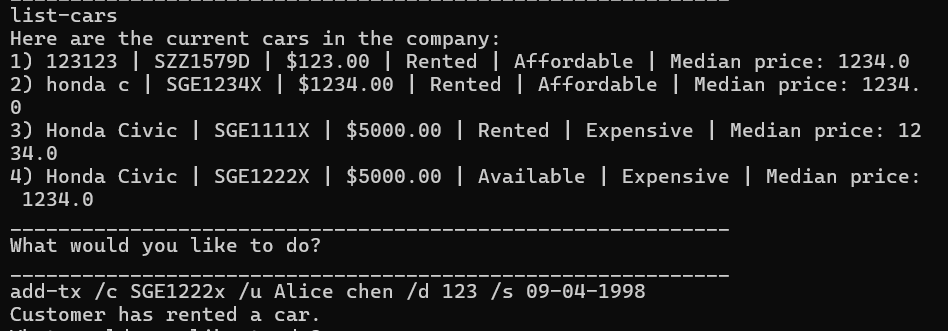 list-cars
Here are the current cars in the company:
1) 123123 | SZZ1579D | $123.00 | Rented | Affordable | Median price: 1234.0
2) honda c | SGE1234X | $1234.00 | Rented | Affordable | Median price: 1234.
0
3) Honda Civic | SGE1111X | $5000.00 | Rented | Expensive | Median price: 12
34.0
4) Honda Civic | SGE1222X | $5000.00 | Available | Expensive | Median price:
 1234.0
____________________________________________________________
What would you like to do?
____________________________________________________________
add-tx /c SGE1222x /u Alice chen /d 123 /s 09-04-1998
Customer has rented a car.